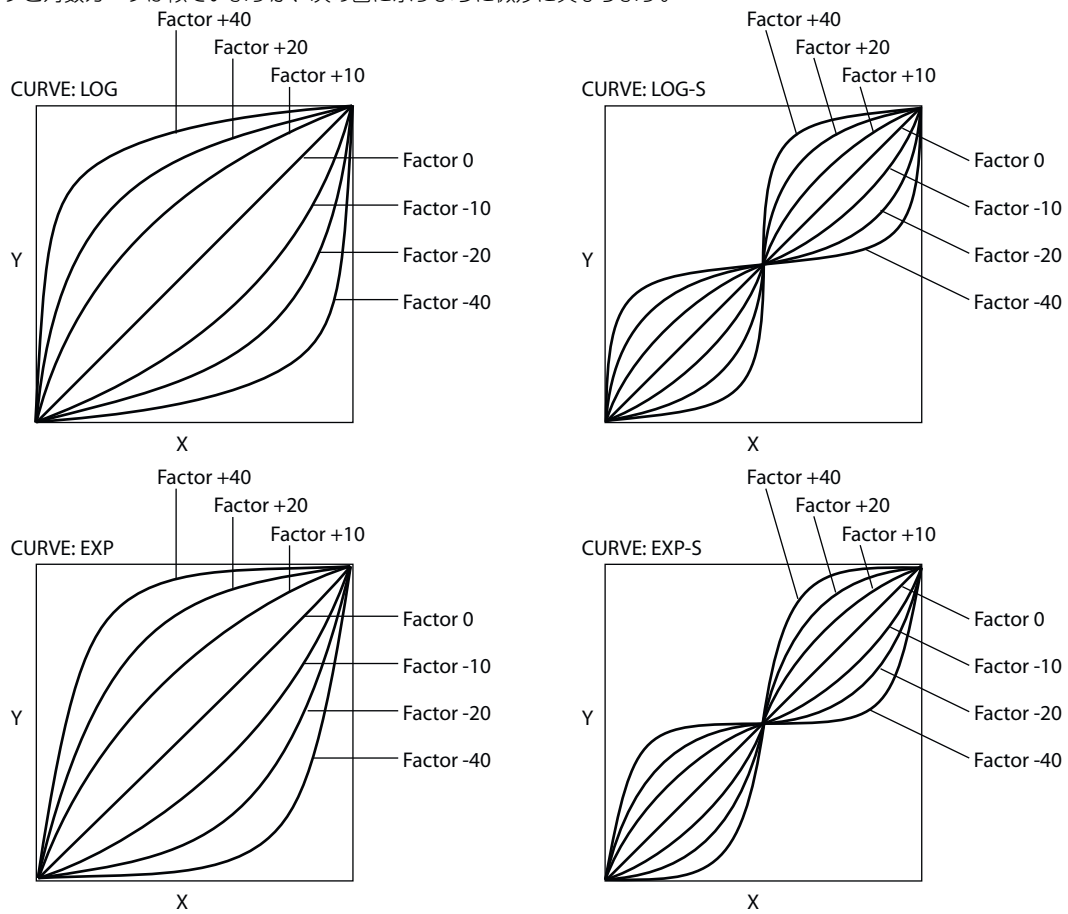 Factor +40
Factor +20
Factor +10
CURVE: LOG
Factor 0
Factor -10
Factor -20
Factor -40
Y
X
Factor +40
Factor +20
Factor +10
CURVE: LOG-S
Factor 0
Factor -10
Factor -20
Factor -40
Y
X
Factor +40
Factor +20
Factor +10
CURVE: EXP
Factor 0
Factor -10
Factor -20
Factor -40
Y
X
Factor +40
Factor +20
Factor +10
CURVE: EXP-S
Factor 0
Factor -10
Factor -20
Factor -40
Y
X